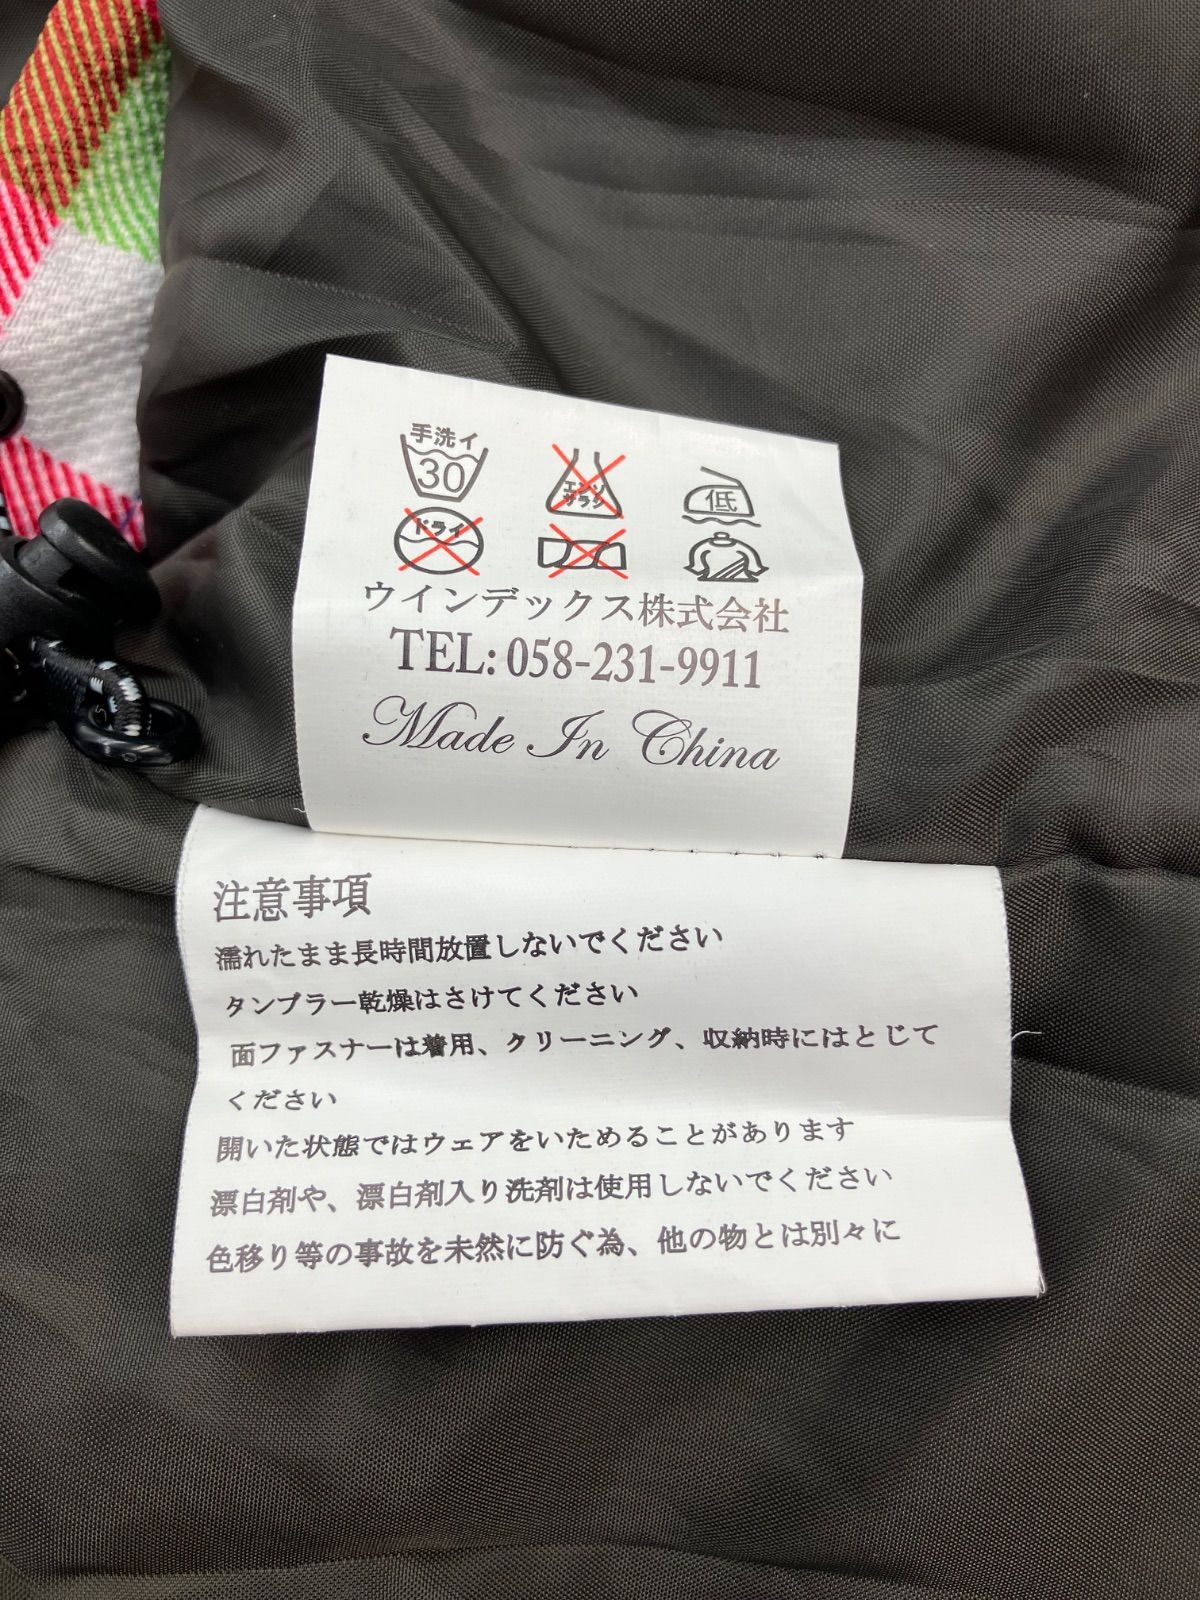 手洗イ
30
エンソ
サラシ
低
ドライ
ウインデックス株式会社
TEL: 058-231-9911
Made In China
注意事項
濡れたまま長時間放置しないでください
タンブラー乾燥はさけてください
面ファスナーは着用、クリーニング、収納時にはとじて
ください
開いた状態ではウェアをいためることがあります
漂白剤や、漂白剤入り洗剤は使用しないでください
色移り等の事故を未然に防ぐ為、他の物とは別々に